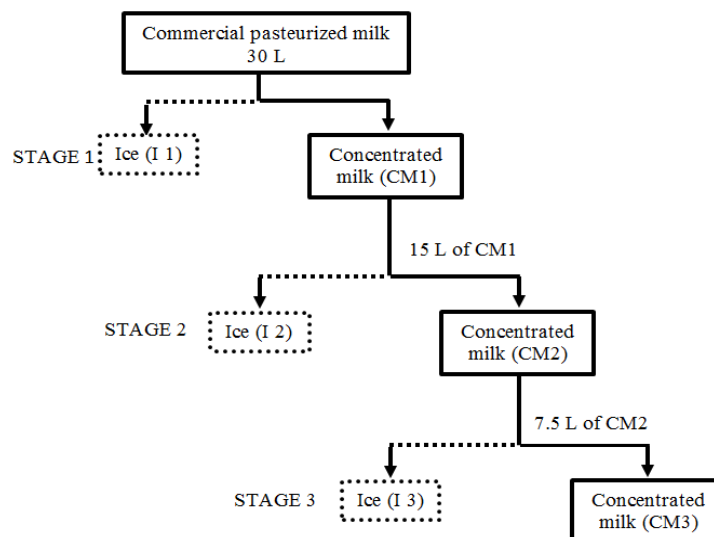 Commercial pasteurized milk
30 L
STAGE 1
Ice (I 1)
Concentrated
milk (CM1)
15 L of CM1
STAGE 2
Ice (I 2)
Concentrated
milk (CM2)
7.5 L of CM2
STAGE 3
Ice (I 3)
Concentrated
milk (CM3)